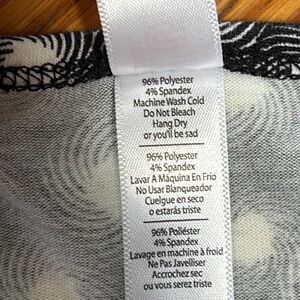 96% Polyester
4% Spandex
Machine Wash Cold
Do Not Bleach
Hang Dry
or you'll be sad
96% Polyester
4% Spandex
Lavar A Máquina En Frío
No Usar Blanqueador
Cuelgue en seco
o estarás triste
96% Poliéster
4% Spandex
Lavage en machine à froid
Ne Pas Javelliser
Accrochez sec
ou vous serez triste